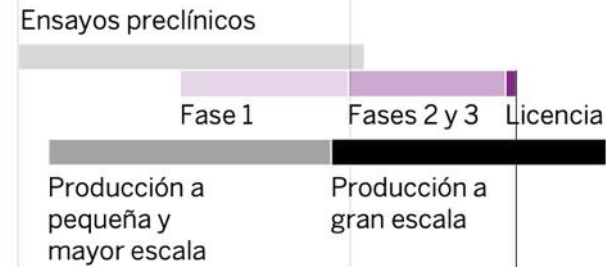 Ensayos preclínicos
Fase 1
Fases 2 y 3
Licencia
Producción a
pequeña y
mayor escala
Producción a
gran escala